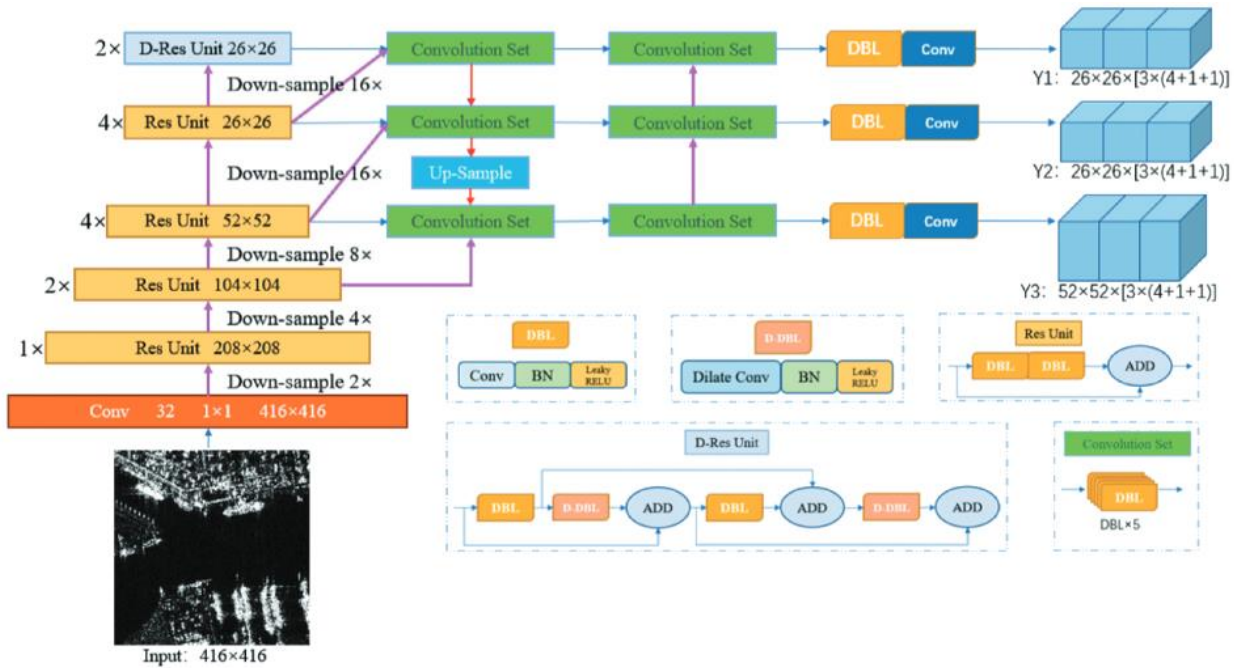 2× D-Res Unit 26×26 Convolution Set Convolution Set DBL Conv
Y1: 26×26×[3×(4+1+1)]
Down-sample 16×
4× Res Unit 26×26 Convolution Set Convolution Set DBL Conv
Y2: 26×26×[3×(4+1+1)]
Down-sample 16×
Up-Sample
4× Res Unit 52×52 Convolution Set Convolution Set DBL Conv
Down-sample 8×
2× Res Unit 104×104
Y3: 52×52×[3×(4+1+1)]
Down-sample 4×
1× Res Unit 208×208
Down-sample 2×
Conv 32 1×1 416×416
Input: 416×416
DBL
Conv BN Leaky RELU
D-DBL
Dilate Conv BN Leaky RELU
Res Unit
DBL DBL ADD
D-Res Unit
DBL D-DBL ADD DBL ADD D-DBL ADD
Convolution Set
DBL
DBL×5